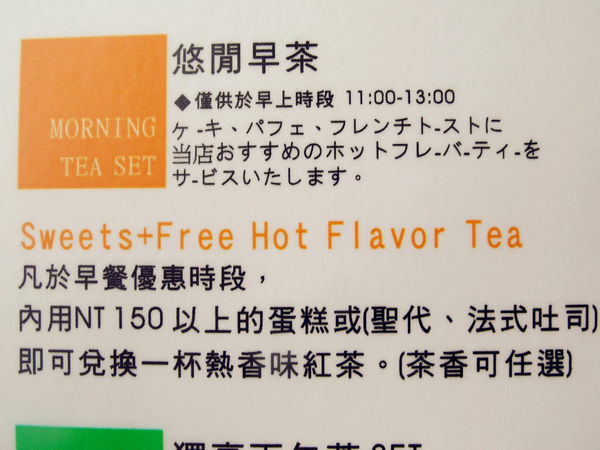 悠閒早茶
◆僅供於早上時段 11:00-13:00
MORNING
TEA SET
ケ-キ、パフェ、フレンチト-ストに
当店おすすめのホットフレ-バ-ティ-を
サ-ビスいたします。
Sweets+Free Hot Flavor Tea
凡於早餐優惠時段，
內用NT 150 以上的蛋糕或(聖代、法式吐司)
即可兌換一杯熱香味紅茶。(茶香可任選)